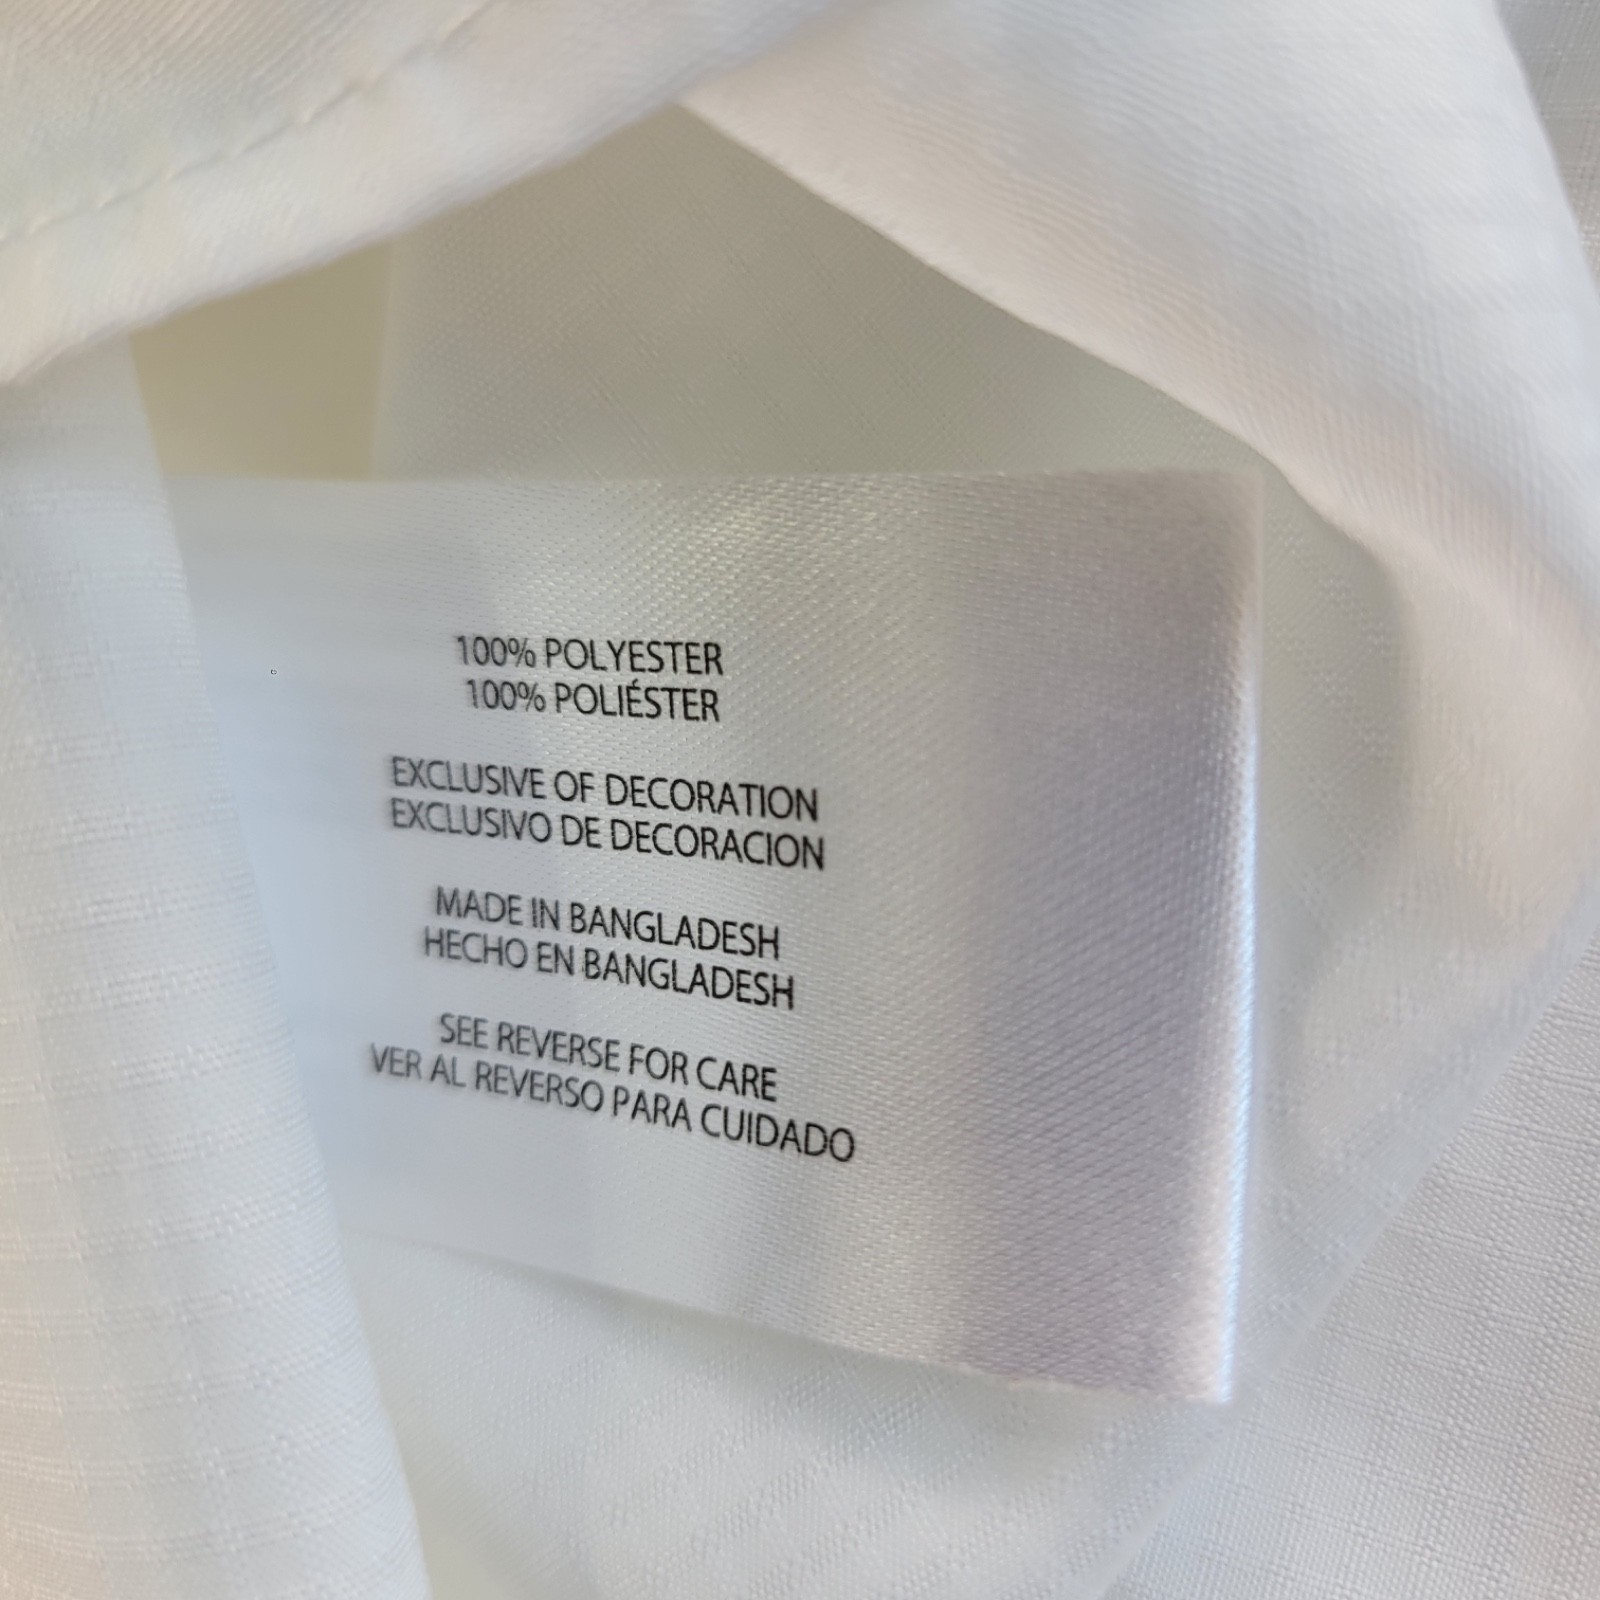 100% POLYESTER
100% POLIÉSTER
EXCLUSIVE OF DECORATION
EXCLUSIVO DE DECORACION
MADE IN BANGLADESH
HECHO EN BANGLADESH
SEE REVERSE FOR CARE
VER AL REVERSO PARA CUIDADO